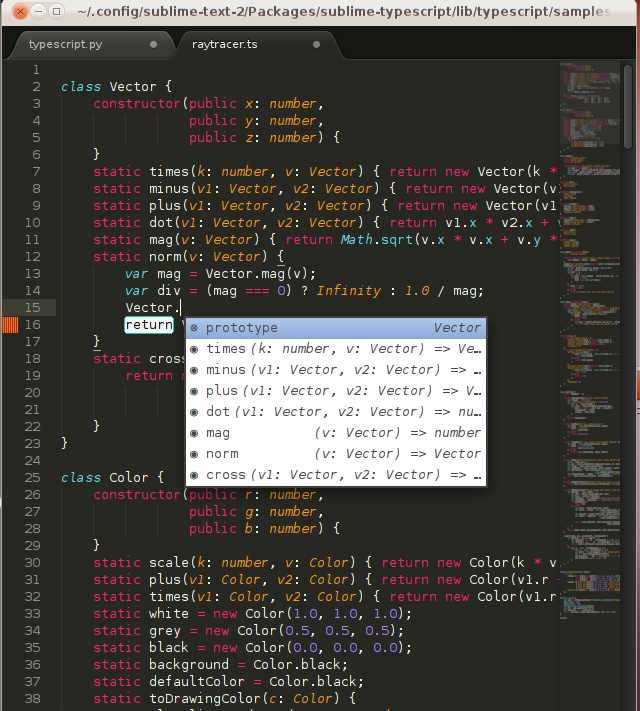 ~/.config/sublime-text-2/Packages/sublime-typescript/lib/typescript/samples
typescript.py
raytracer.ts
1
2 class Vector {
3 constructor(public x: number,
4 public y: number,
5 public z: number) {
6 }
7 static times(k: number, v: Vector) { return new Vector(k *
8 static minus(v1: Vector, v2: Vector) { return new Vector(v
9 static plus(v1: Vector, v2: Vector) { return new Vector(v1
10 static dot(v1: Vector, v2: Vector) { return v1.x * v2.x +
11 static mag(v: Vector) { return Math.sqrt(v.x * v.x + v.y *
12 static norm(v: Vector) {
13 var mag = Vector.mag(v);
14 var div = (mag === 0) ? Infinity : 1.0 / mag;
15 Vector.
16 return
prototype Vector
17 }
times(k: number, v: Vector) => Ve…
18 static cros
minus(v1: Vector, v2: Vector) => …
19 return
plus(v1: Vector, v2: Vector) => V…
20
dot(v1: Vector, v2: Vector) => nu…
21
mag (v: Vector) => number
22 }
norm (v: Vector) => Vector
23 }
cross(v1: Vector, v2: Vector) => …
24
25 class Color {
26 constructor(public r: number,
27 public g: number,
28 public b: number) {
29 }
30 static scale(k: number, v: Color) { return new Color(k * v
31 static plus(v1: Color, v2: Color) { return new Color(v1.r
32 static times(v1: Color, v2: Color) { return new Color(v1.r
33 static white = new Color(1.0, 1.0, 1.0);
34 static grey = new Color(0.5, 0.5, 0.5);
35 static black = new Color(0.0, 0.0, 0.0);
36 static background = Color.black;
37 static defaultColor = Color.black;
38 static toDrawingColor(c: Color) {